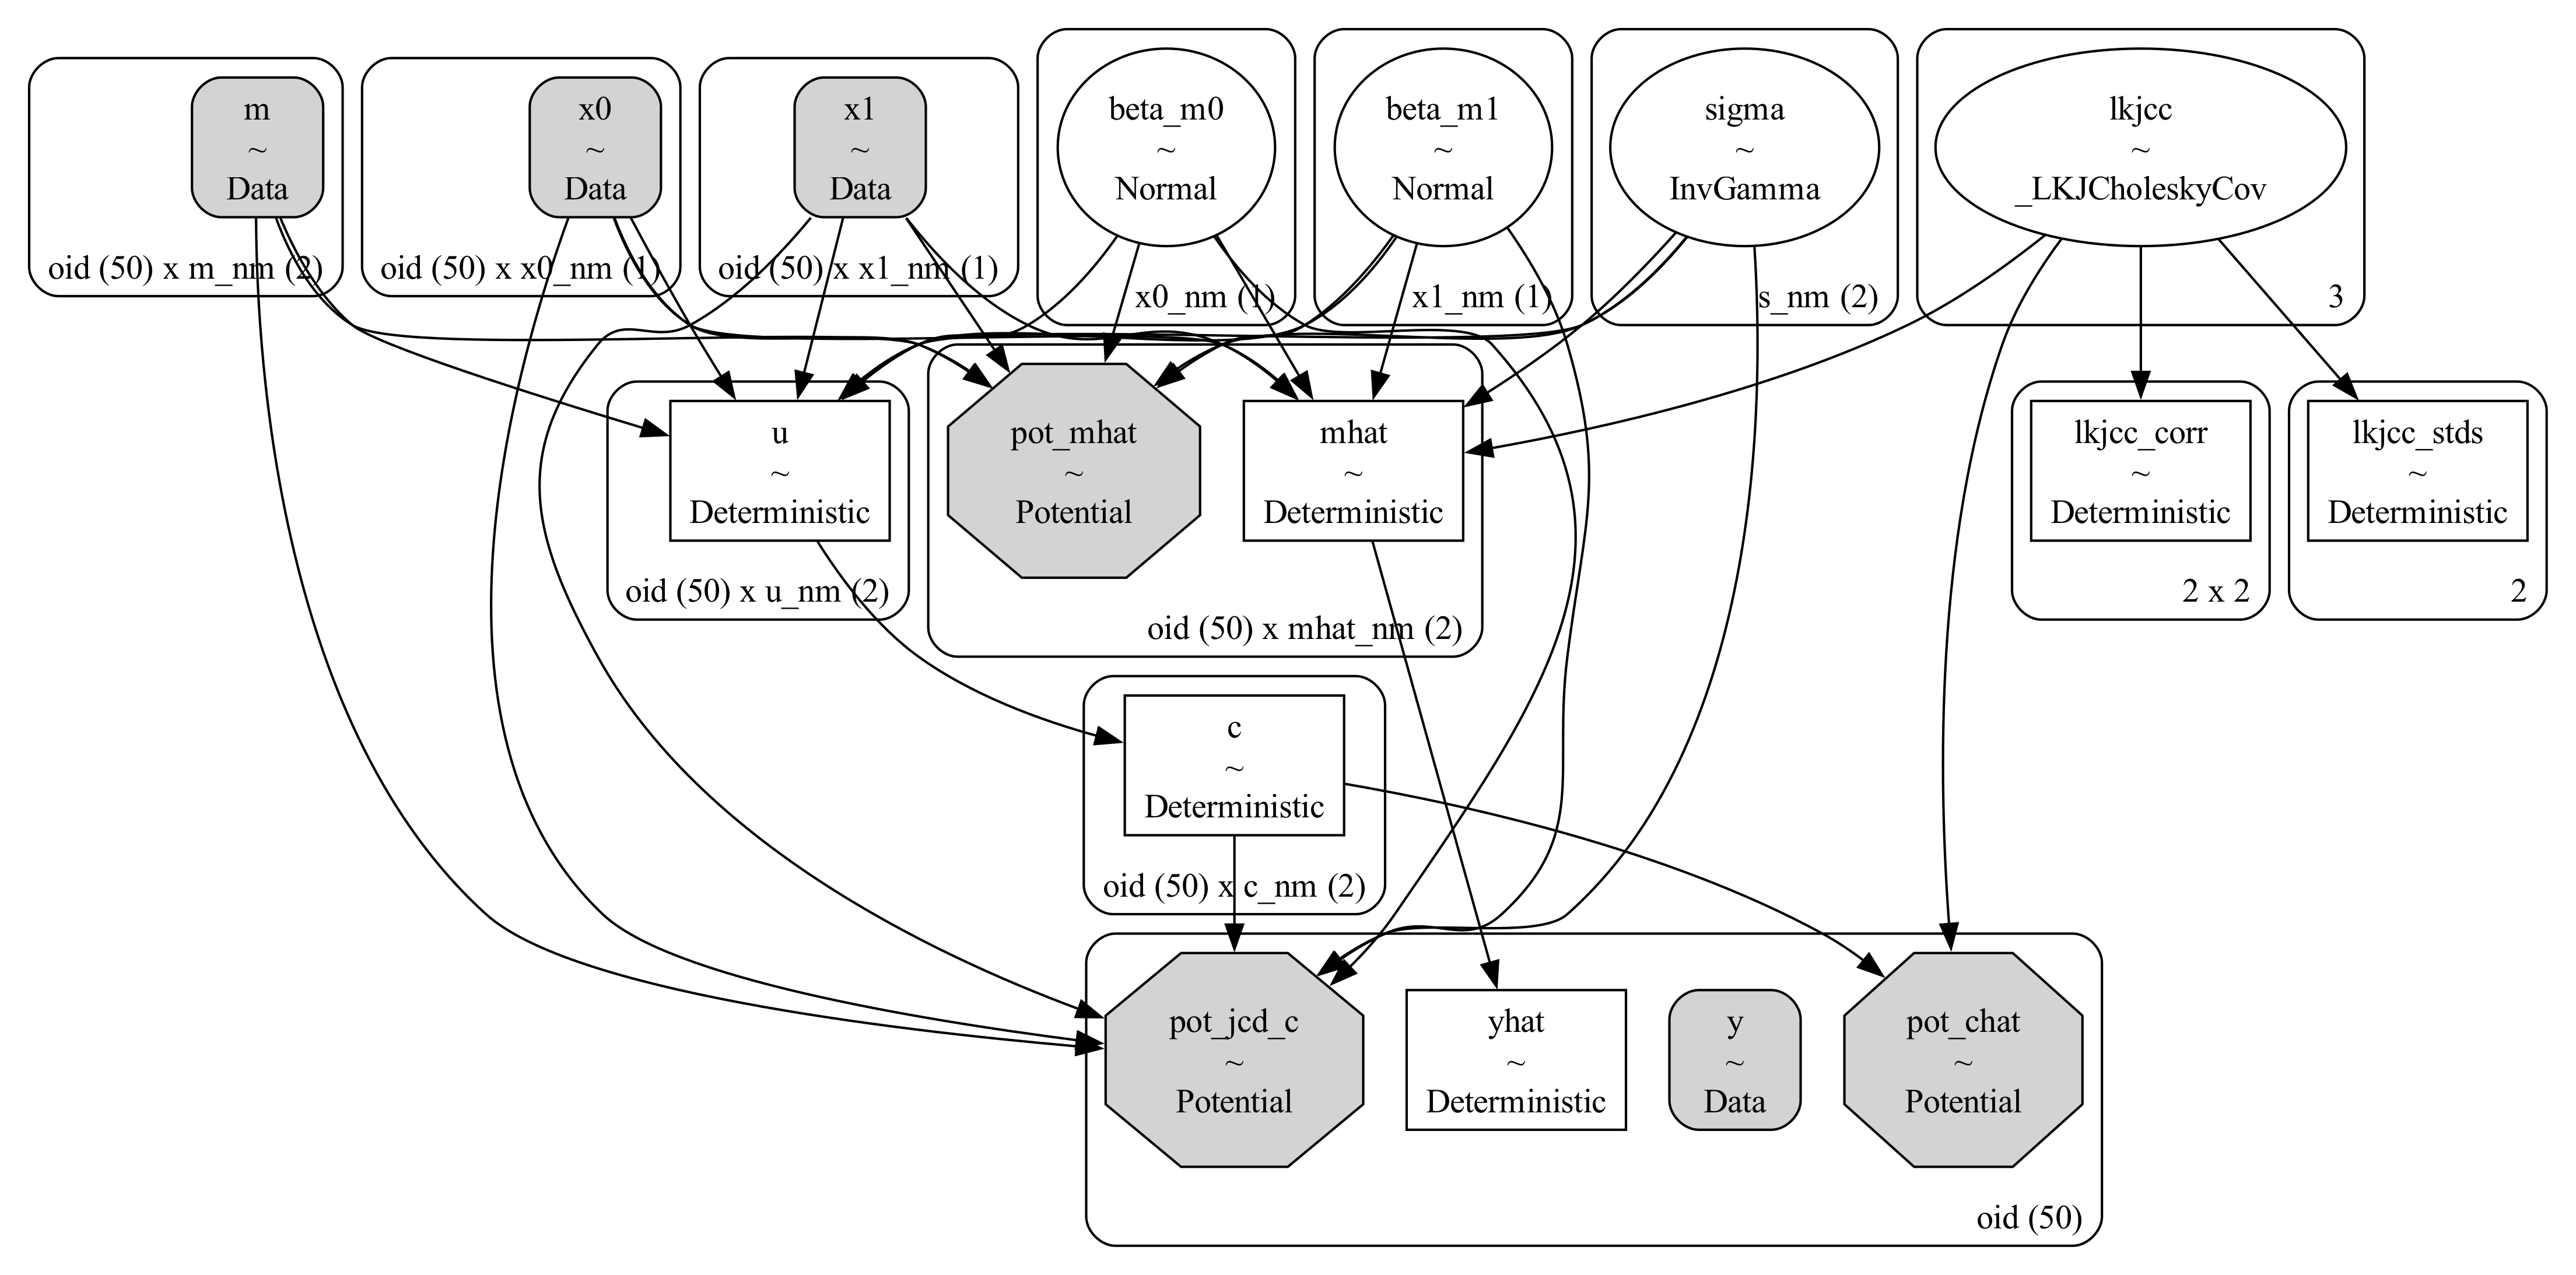 m
~
Data
oid (50) x m_nm (2)
x0
~
Data
oid (50) x x0_nm (1)
x1
~
Data
oid (50) x x1_nm (1)
beta_m0
~
Normal
x0_nm (1)
beta_m1
~
Normal
x1_nm (1)
sigma
~
InvGamma
s_nm (2)
lkjcc
~
_LKJCholeskyCov
3
u
~
Deterministic
oid (50) x u_nm (2)
pot_mhat
~
Potential
mhat
~
Deterministic
oid (50) x mhat_nm (2)
lkjcc_corr
~
Deterministic
2 x 2
lkjcc_stds
~
Deterministic
2
c
~
Deterministic
oid (50) x c_nm (2)
pot_jcd_c
~
Potential
yhat
~
Deterministic
y
~
Data
pot_chat
~
Potential
oid (50)